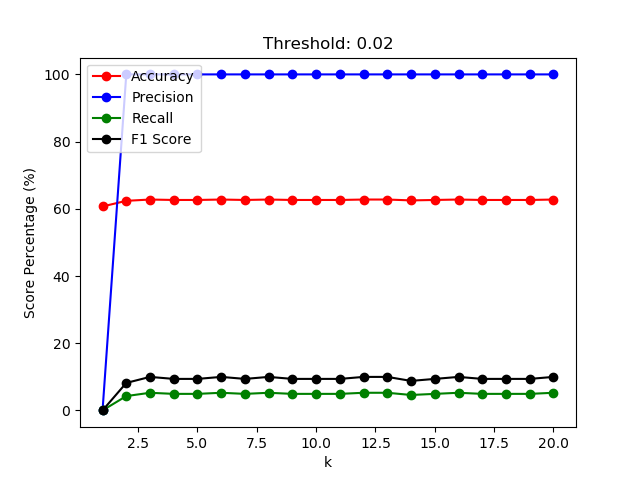 Threshold: 0.02
Accuracy
Precision
Recall
F1 Score
Score Percentage (%)
100
80
60
40
20
0
2.5 5.0 7.5 10.0 12.5 15.0 17.5 20.0
k